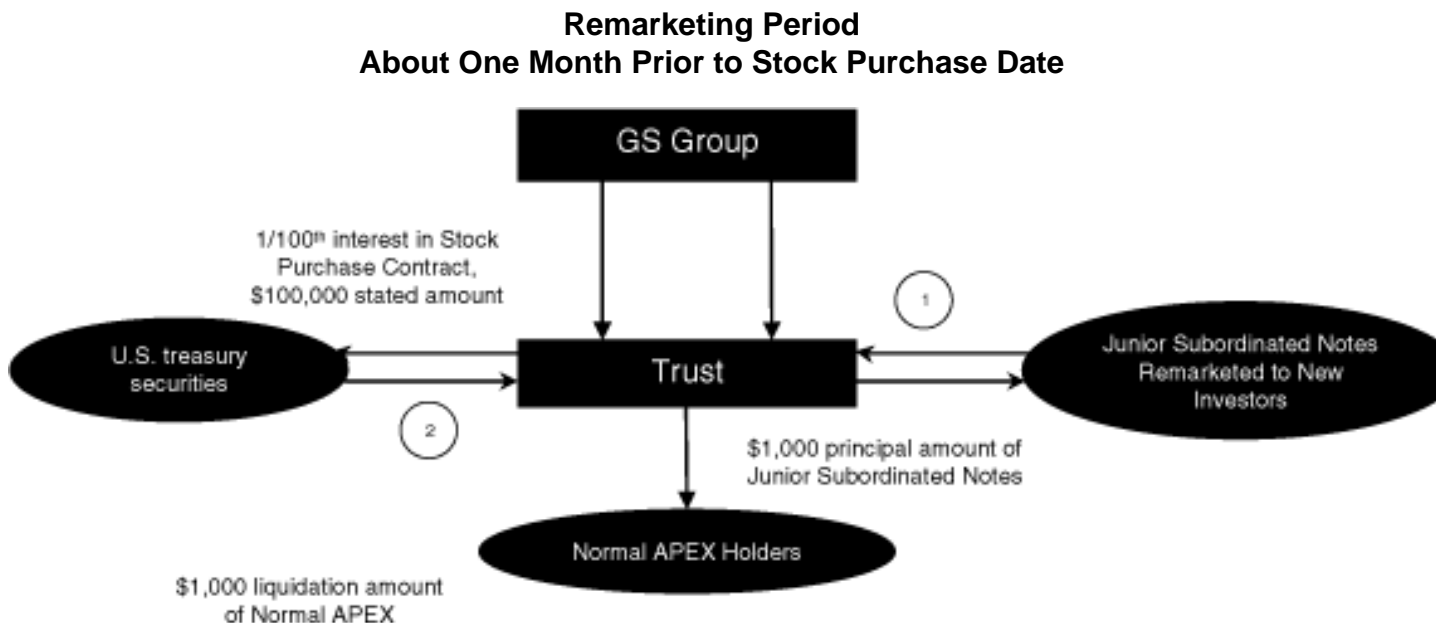 Remarketing Period
About One Month Prior to Stock Purchase Date
GS Group
1/100th interest in Stock
Purchase Contract,
$100,000 stated amount
1
U.S. treasury
securities
Trust
Junior Subordinated Notes
Remarketed to New
Investors
2
$1,000 principal amount of
Junior Subordinated Notes
Normal APEX Holders
$1,000 liquidation amount
of Normal APEX